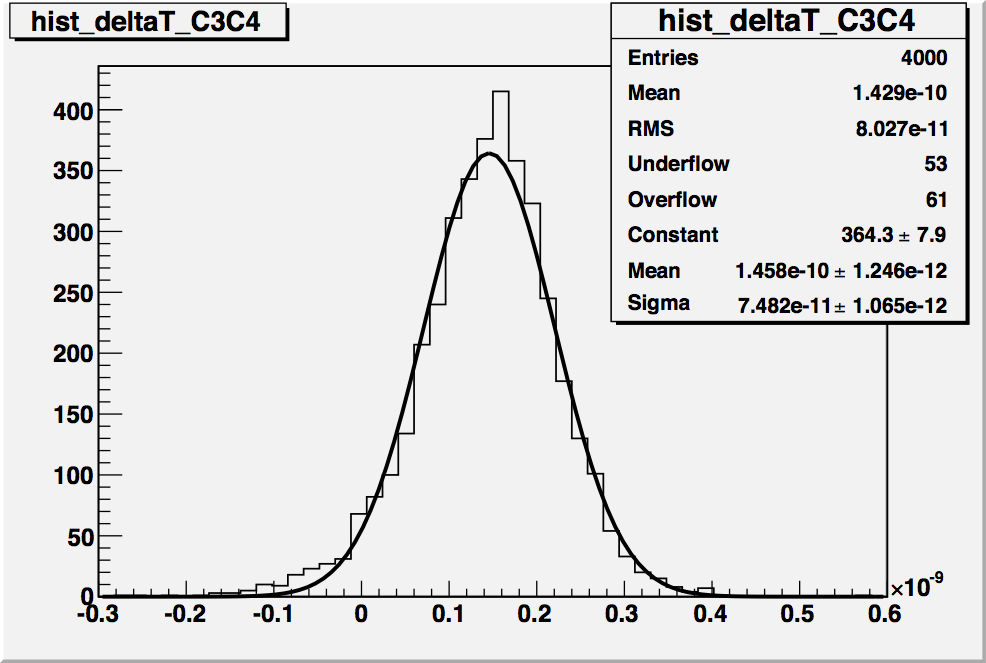 hist_deltaT_C3C4
hist_deltaT_C3C4
Entries 4000
Mean 1.429e-10
RMS 8.027e-11
Underflow 53
Overflow 61
Constant 364.3 ± 7.9
Mean 1.458e-10 ± 1.246e-12
Sigma 7.482e-11± 1.065e-12
400
350
300
250
200
150
100
50
0
×10-9
-0.3 -0.2 -0.1 0 0.1 0.2 0.3 0.4 0.5 0.6